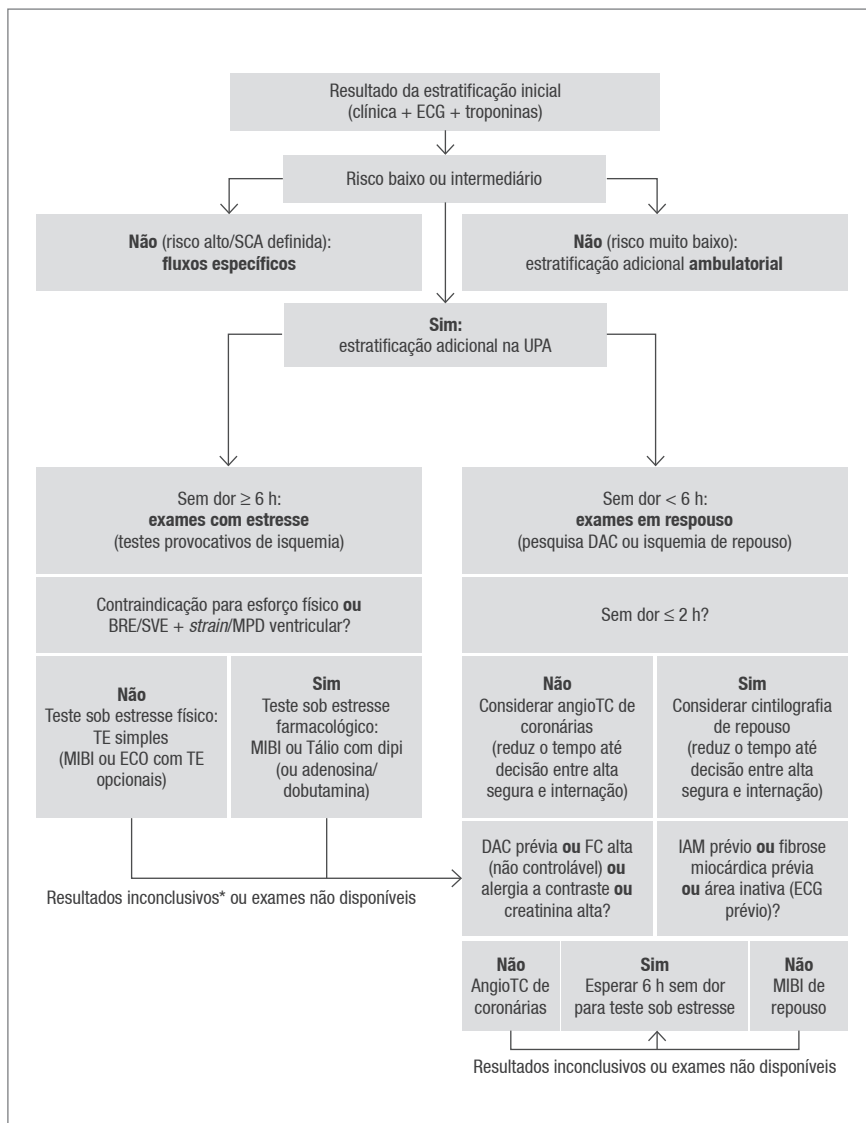 Resultado da estratificação inicial
(clínica + ECG + troponinas)
Risco baixo ou intermediário
Não (risco alto/SCA definida):
fluxos específicos
Não (risco muito baixo):
estratificação adicional ambulatorial
Sim:
estratificação adicional na UPA
Sem dor ≥ 6 h:
exames com estresse
(testes provocativos de isquemia)
Contraindicação para esforço físico ou
BRE/SVE + strain/MPD ventricular?
Não
Teste sob estresse físico:
TE simples
(MIBI ou ECO com TE
opcionais)
Sim
Teste sob estresse
farmacológico:
MIBI ou Tálio com dipi
(ou adenosina/
dobutamina)
Resultados inconclusivos* ou exames não disponíveis
Sem dor < 6 h:
exames em respouso
(pesquisa DAC ou isquemia de repouso)
Sem dor ≤ 2 h?
Não
Considerar angioTC de
coronárias
(reduz o tempo até
decisão entre alta
segura e internação)
Sim
Considerar cintilografia
de repouso
(reduz o tempo até
decisão entre alta
segura e internação)
DAC prévia ou FC alta
(não controlável) ou
alergia a contraste ou
creatinina alta?
IAM prévio ou fibrose
miocárdica prévia
ou área inativa (ECG
prévio)?
Não
AngioTC de
coronárias
Sim
Esperar 6 h sem dor
para teste sob estresse
Não
MIBI de
repouso
Resultados inconclusivos ou exames não disponíveis